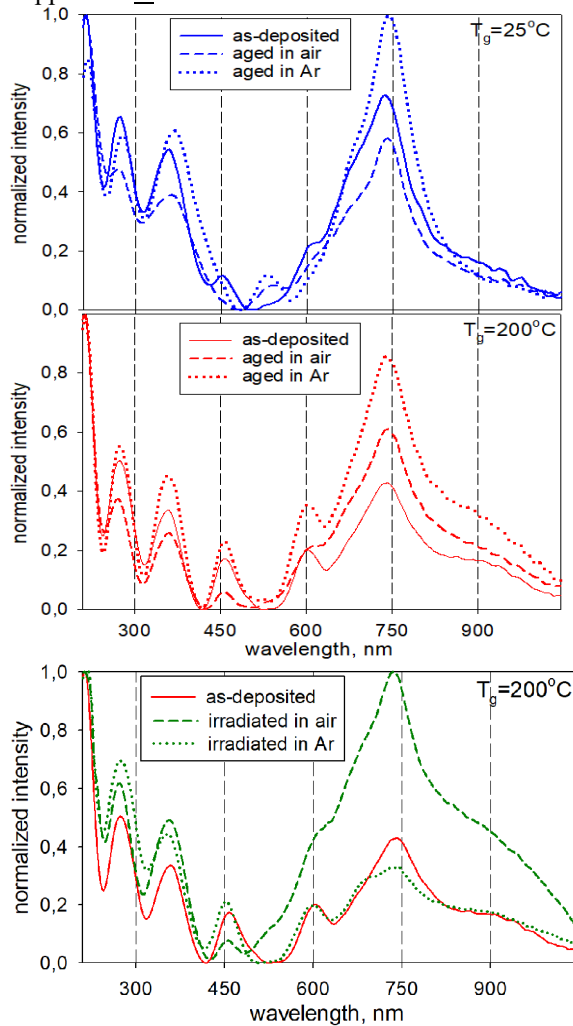 as-deposited
aged in air
aged in Ar
Tg=25°C
normalized intensity
1,0
0,8
0,6
0,4
0,2
0,0
as-deposited
aged in air
aged in Ar
Tg=200°C
normalized intensity
0,8
0,6
0,4
0,2
0,0
300 450 600 750 900
wavelength, nm
as-deposited
irradiated in air
irradiated in Ar
Tg=200°C
normalized intensity
1,0
0,8
0,6
0,4
0,2
0,0
300 450 600 750 900
wavelength, nm